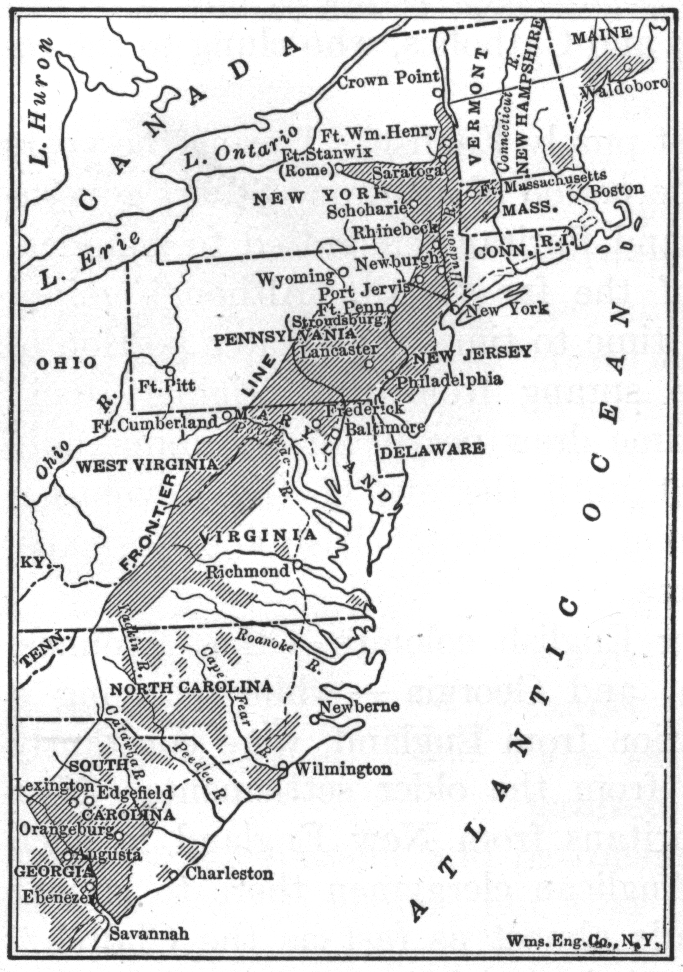 MAINE
CANADA
L. Huron
VERMONT
Connecticut R.
NEW HAMPSHIRE
Crown Point
Waldoboro
L. Ontario
Ft. Wm. Henry
Ft. Stanwix
(Rome)
Saratoga
Ft. Massachusetts
NEW YORK
Boston
MASS.
Schoharie
Rhinebeck
Hudson R.
L. Erie
CONN.
R.I.
Newburgh
Wyoming
Port Jervis
Ft. Penn
(Stroudsburg)
New York
PENNSYLVANIA
Lancaster
NEW JERSEY
OHIO
Ft. Pitt
Philadelphia
FRONTIER LINE
MARYLAND
Frederick
Ft. Cumberland
Baltimore
Ohio R.
DELAWARE
WEST VIRGINIA
VIRGINIA
KY.
Richmond
ATLANTIC OCEAN
Yadkin R.
Roanoke R.
TENN.
Cape Fear
NORTH CAROLINA
Newberne
Catawba R.
Peedee R.
SOUTH
CAROLINA
Wilmington
Lexington
Edgefield
Orangeburg
Augusta
GEORGIA
Charleston
Ebenezer
Savannah
Wms. Eng. Co., N.Y.